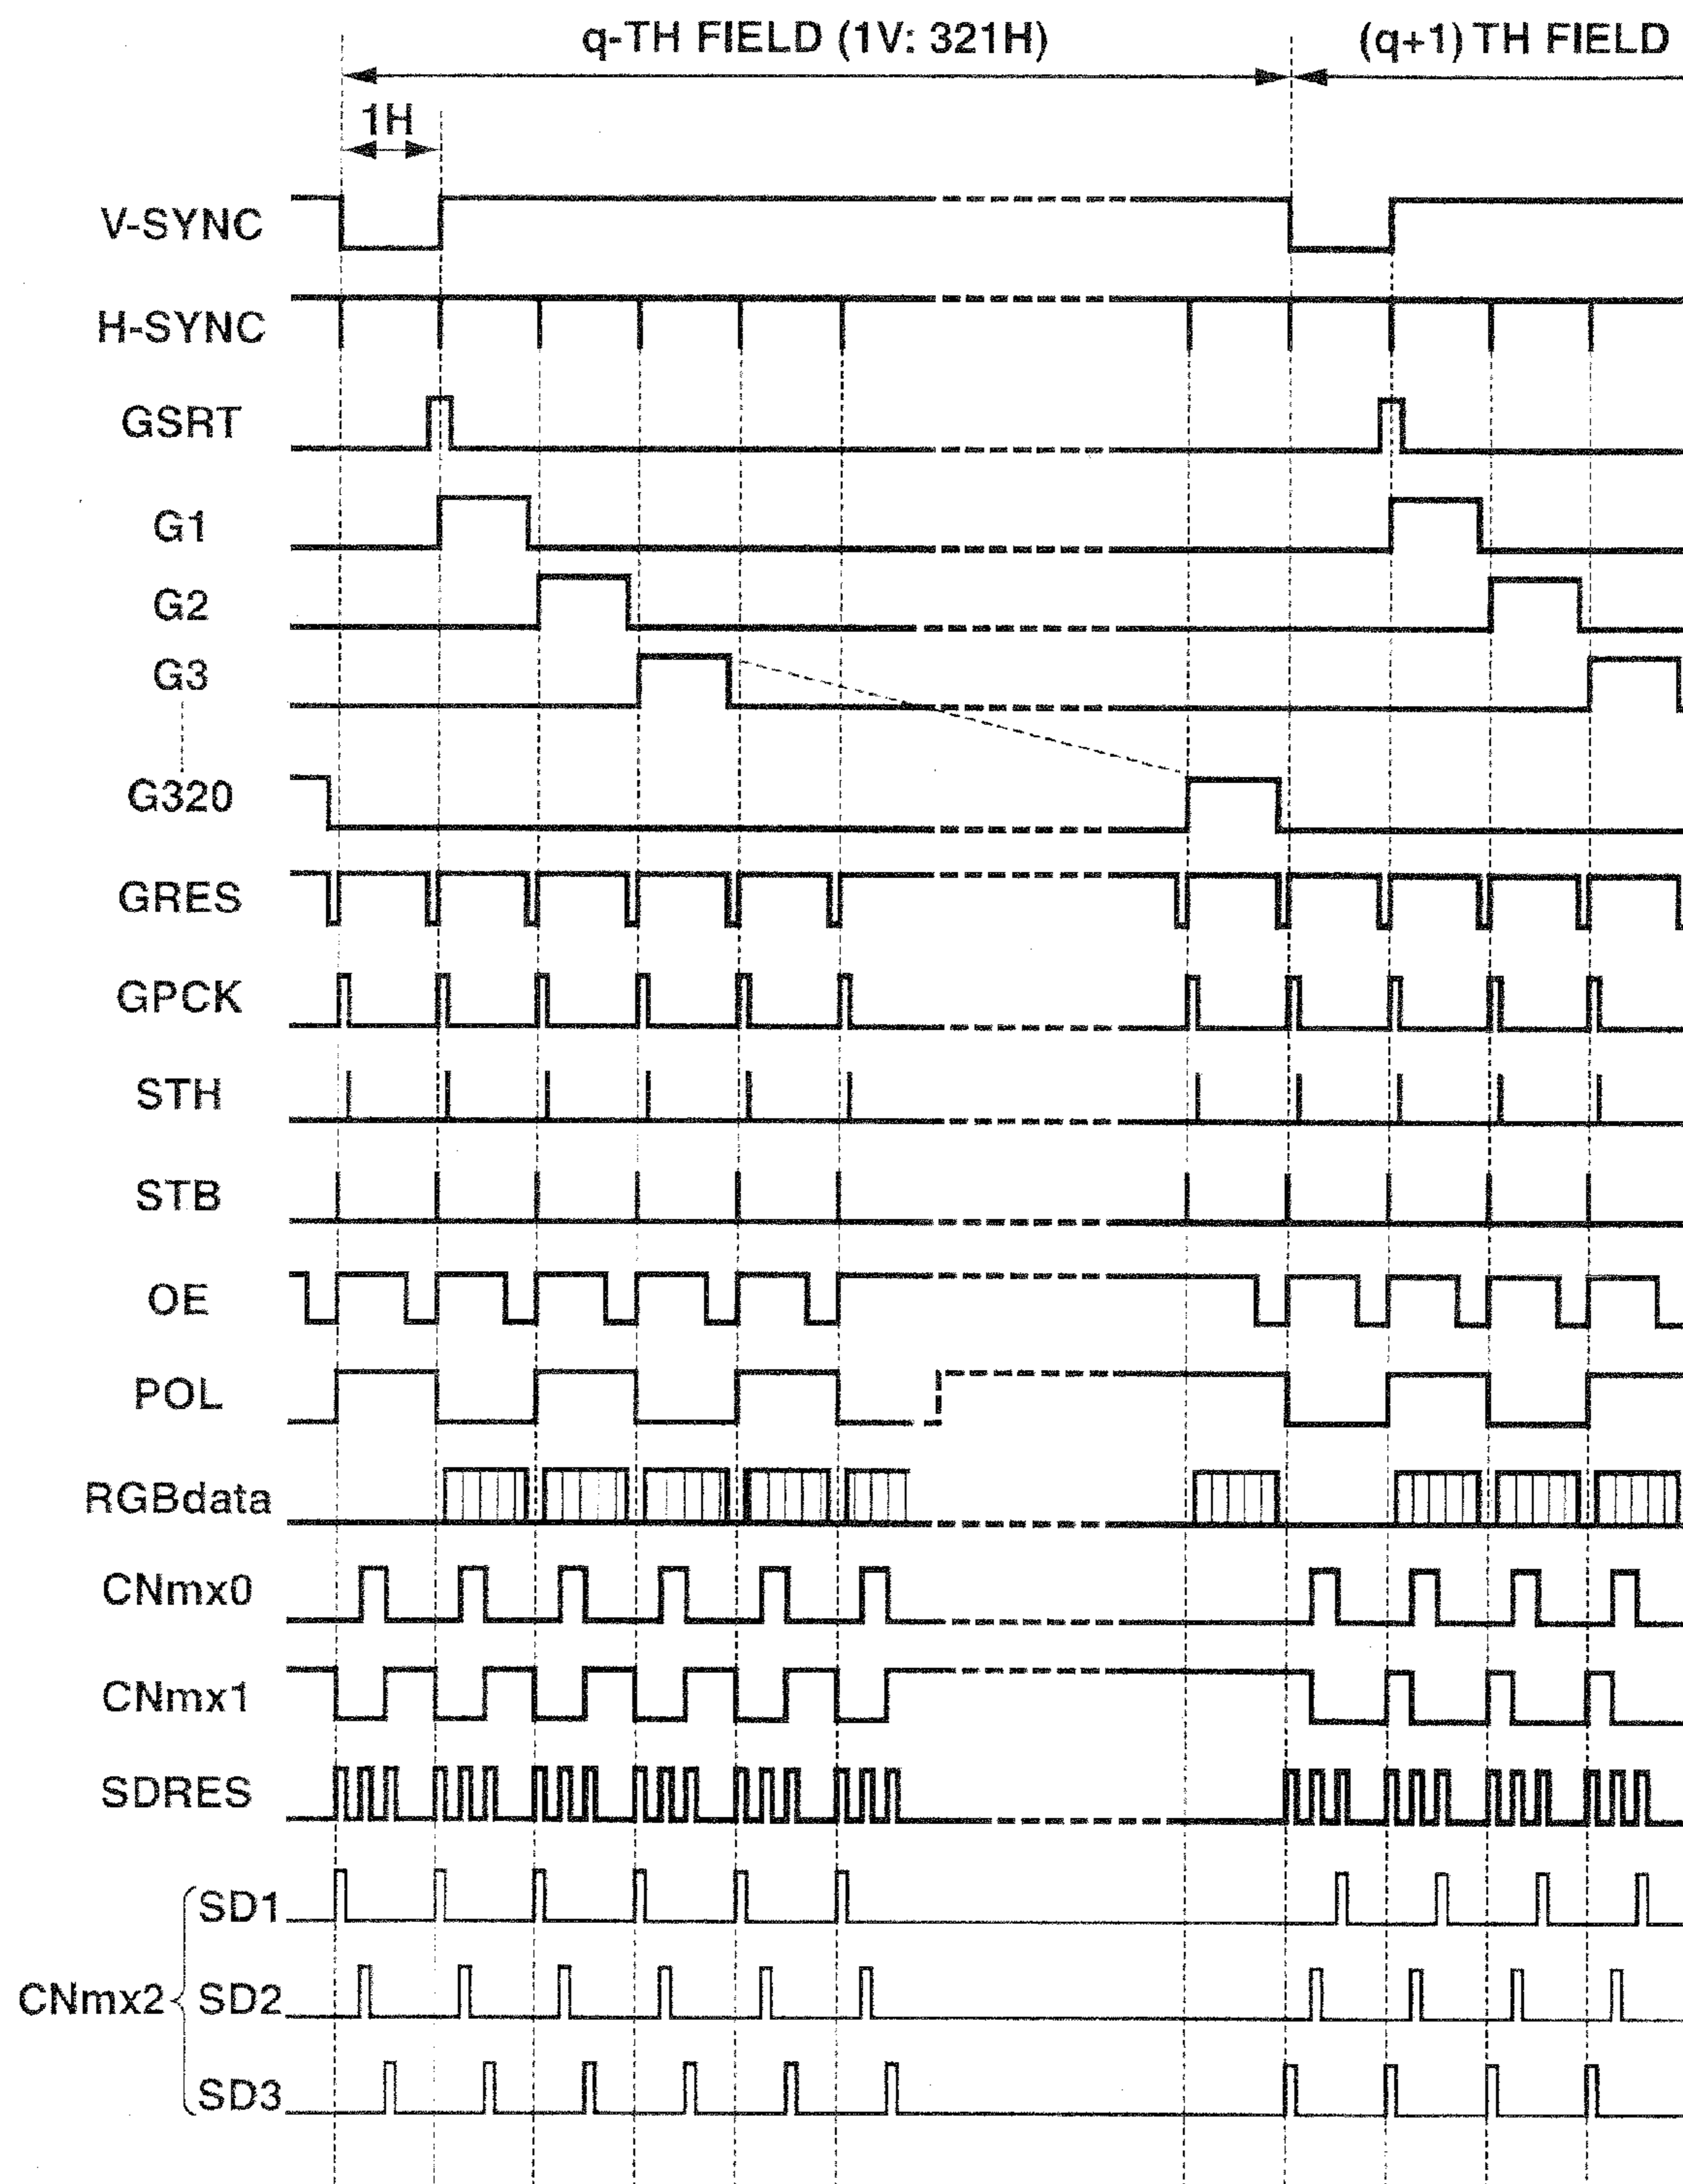 q-TH FIELD (1V: 321H)
(q+1) TH FIELD
1H
V-SYNC
H-SYNC
GSRT
G1
G2
G3
G320
GRES
GPCK
STH
STB
OE
POL
RGBdata
CNmx0
CNmx1
SDRES
SD1
CNmx2
SD2
SD3